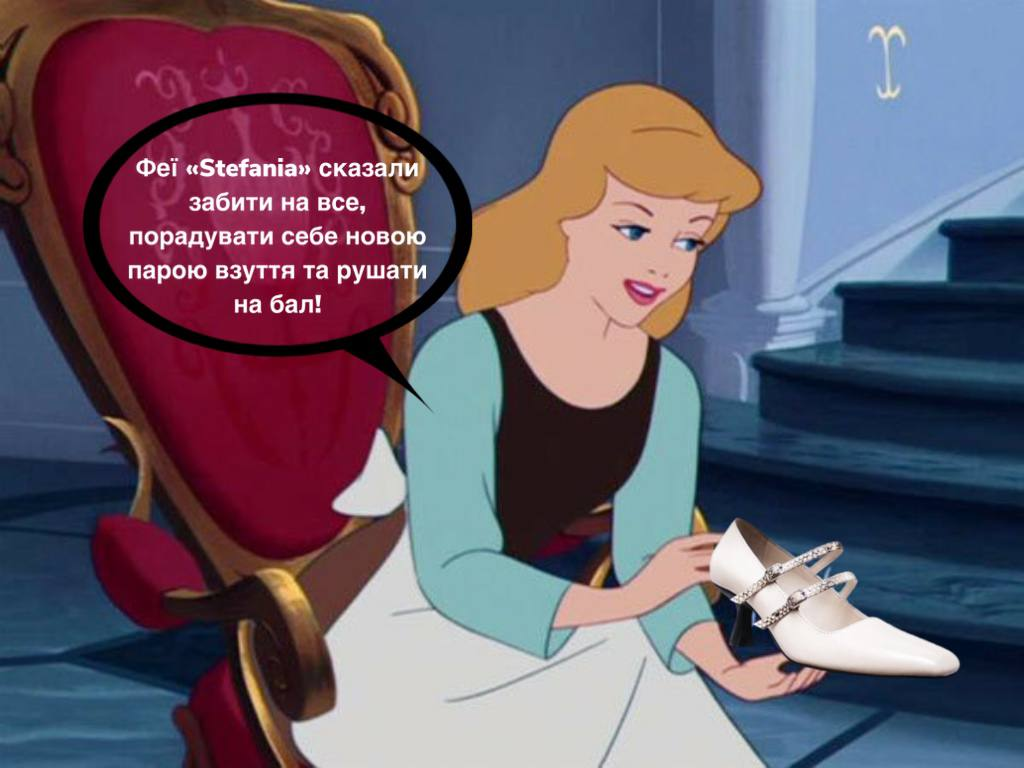 Феї «Stefania» сказали
забити на все,
порадувати себе новою
парою взуття та рушати
на бал!